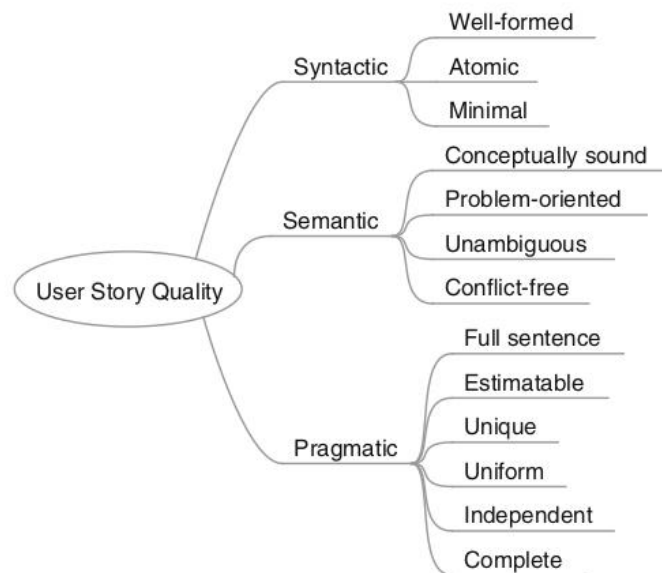 User Story Quality
Syntactic
Well-formed
Atomic
Minimal
Semantic
Conceptually sound
Problem-oriented
Unambiguous
Conflict-free
Pragmatic
Full sentence
Estimatable
Unique
Uniform
Independent
Complete